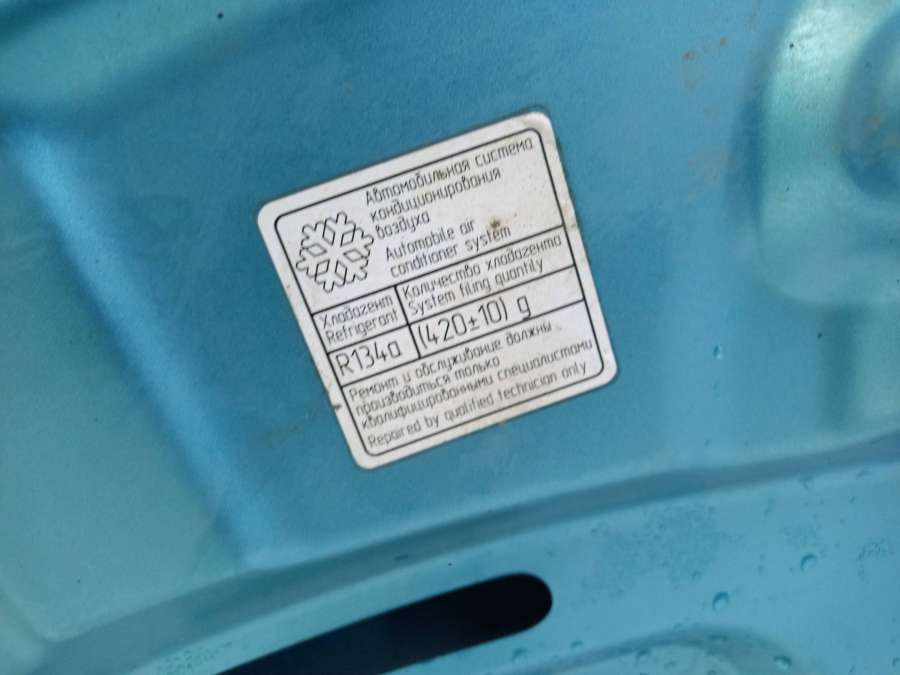 Автомобильная система
кондиционирования
воздуха
Automobile air
conditioner system
Хладагент
Refrigerant
Количество хладагента
System filing quantily
R134a
(420±10) g
Ремонт и обслуживание должны
производиться только
квалифицированными специалистами
Repaired by qualified technician only